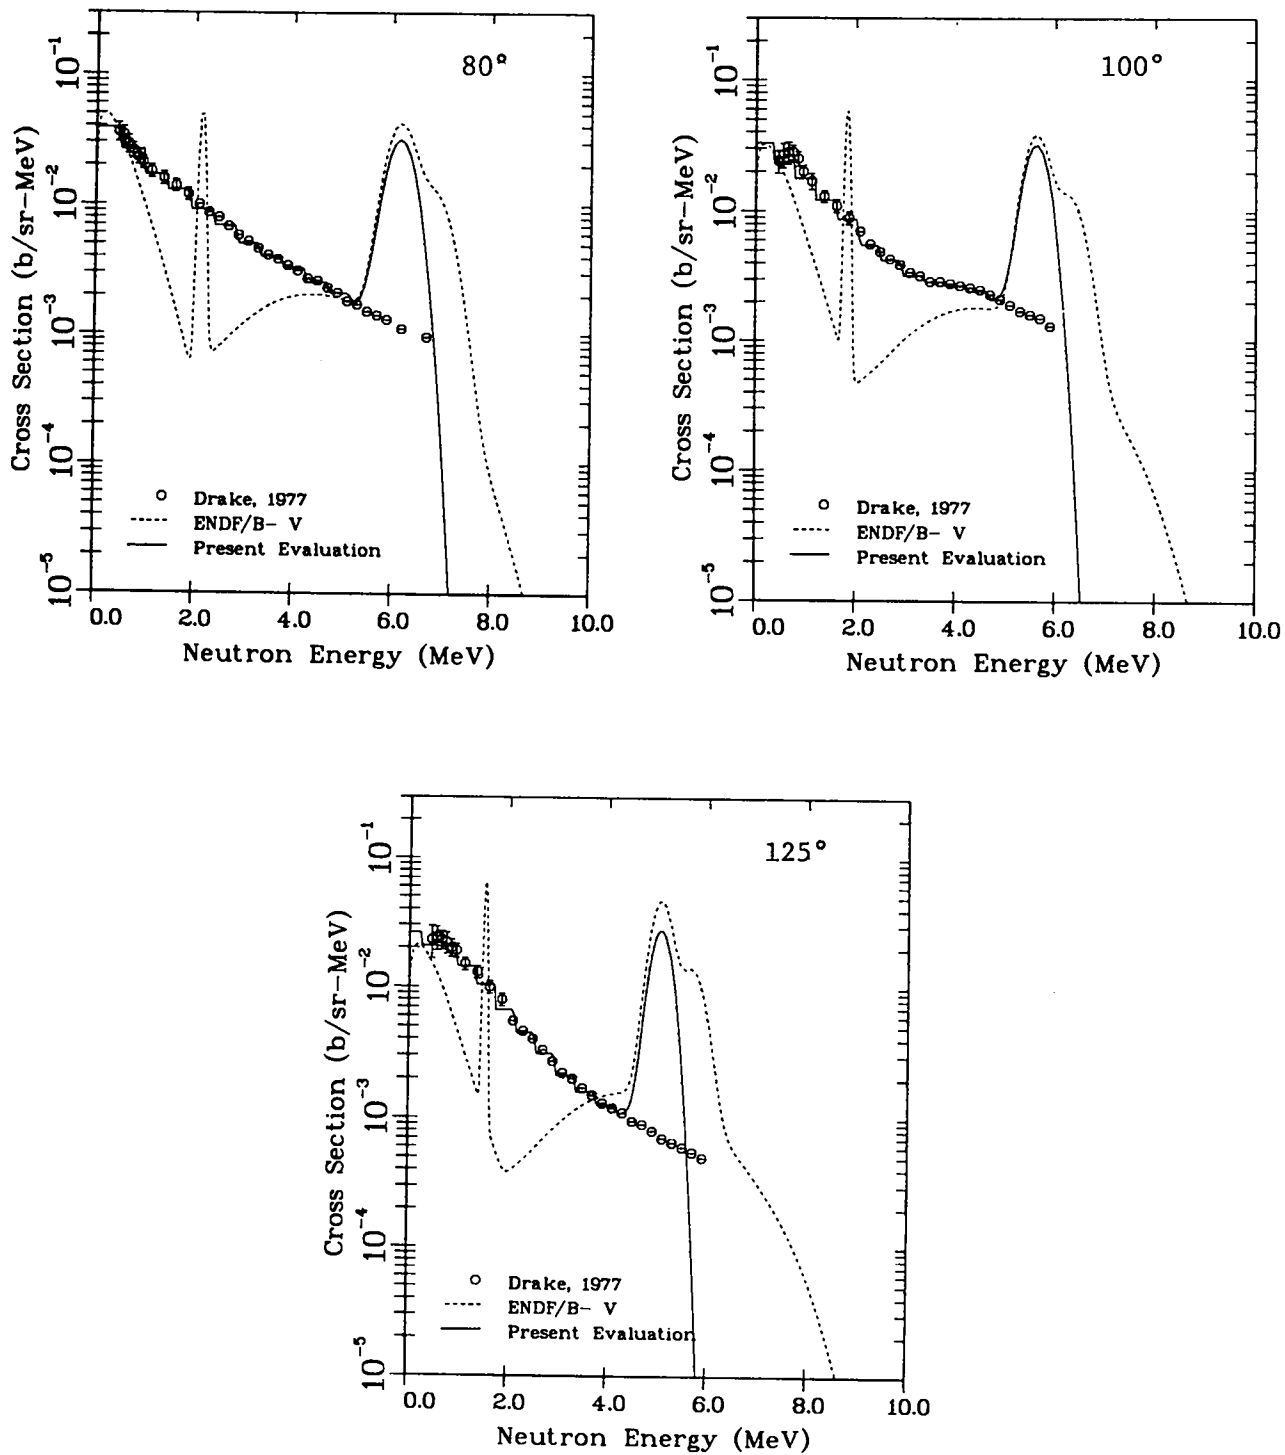 80°
10⁻¹
10⁻²
10⁻³
10⁻⁴
10⁻⁵
Cross Section (b/sr-MeV)
Drake, 1977
ENDF/B- V
Present Evaluation
0.0 2.0 4.0 6.0 8.0 10.0
Neutron Energy (MeV)
100°
10⁻¹
10⁻²
10⁻³
10⁻⁴
10⁻⁵
Cross Section (b/sr-MeV)
Drake, 1977
ENDF/B- V
Present Evaluation
0.0 2.0 4.0 6.0 8.0 10.0
Neutron Energy (MeV)
125°
10⁻¹
10⁻²
10⁻³
10⁻⁴
10⁻⁵
Cross Section (b/sr-MeV)
Drake, 1977
ENDF/B- V
Present Evaluation
0.0 2.0 4.0 6.0 8.0 10.0
Neutron Energy (MeV)